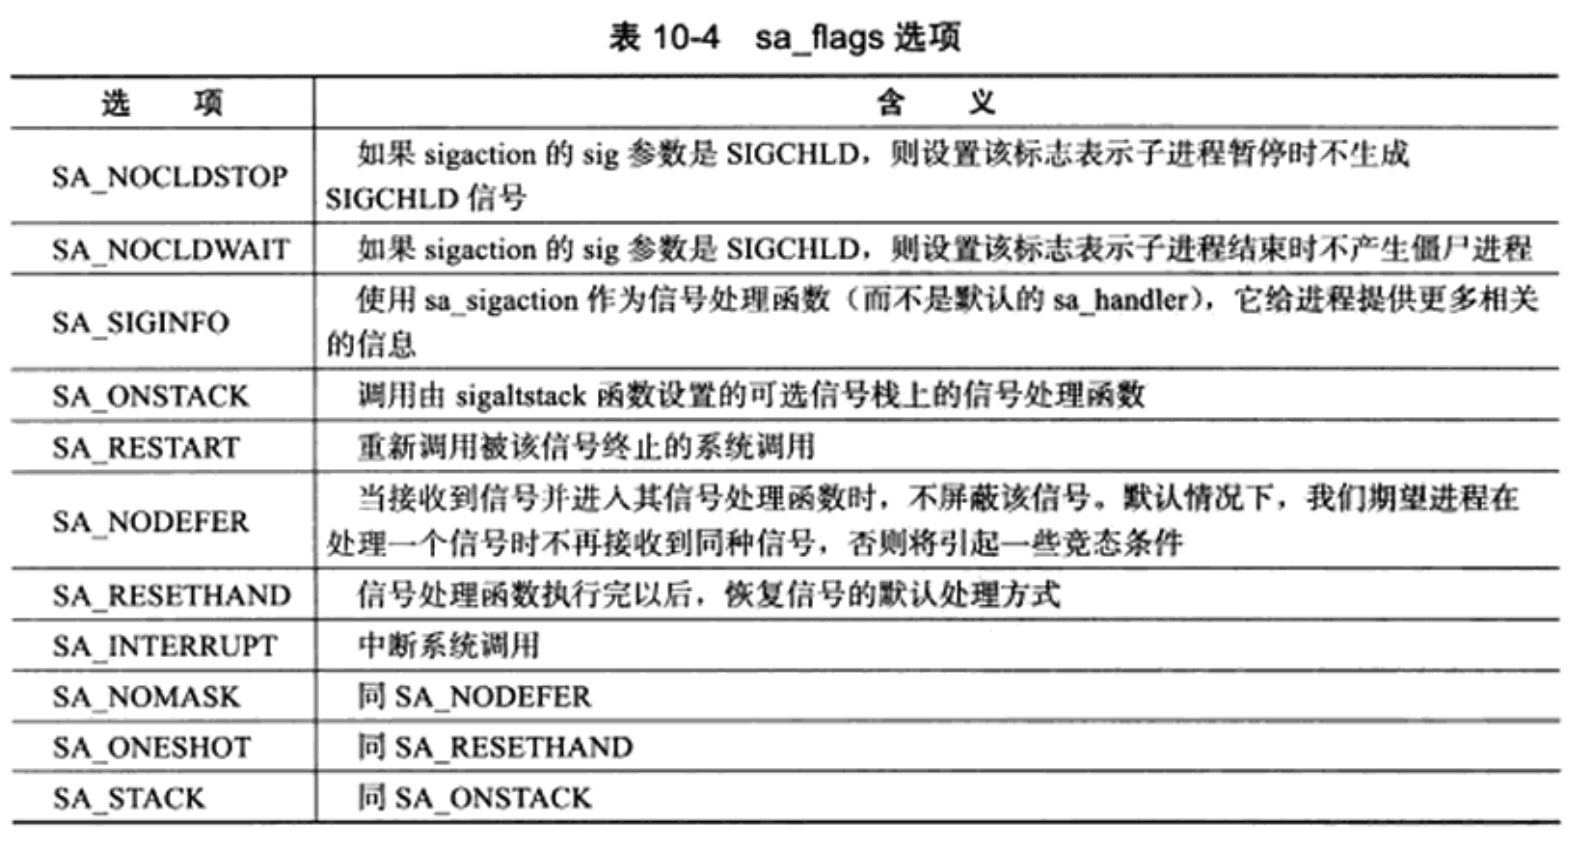 表 10-4 sa_flags 选项
选 项 含 义
如果 sigaction 的 sig 参数是 SIGCHLD，则设置该标志表示子进程暂停时不生成
SA_NOCLDSTOP
SIGCHLD 信号
SA_NOCLDWAIT 如果 sigaction 的 sig 参数是 SIGCHLD，则设置该标志表示子进程结束时不产生僵尸进程
使用 sa_sigaction 作为信号处理函数（而不是默认的 sa_handler），它给进程提供更多相关
SA_SIGINFO
的信息
SA_ONSTACK 调用由 sigaltstack 函数设置的可选信号栈上的信号处理函数
SA_RESTART 重新调用被该信号终止的系统调用
当接收到信号并进入其信号处理函数时，不屏蔽该信号。默认情况下，我们期望进程在
SA_NODEFER
处理一个信号时不再接收到同种信号，否则将引起一些竞态条件
SA_RESETHAND 信号处理函数执行完以后，恢复信号的默认处理方式
SA_INTERRUPT 中断系统调用
SA_NOMASK 同 SA_NODEFER
SA_ONESHOT 同 SA_RESETHAND
SA_STACK 同 SA_ONSTACK